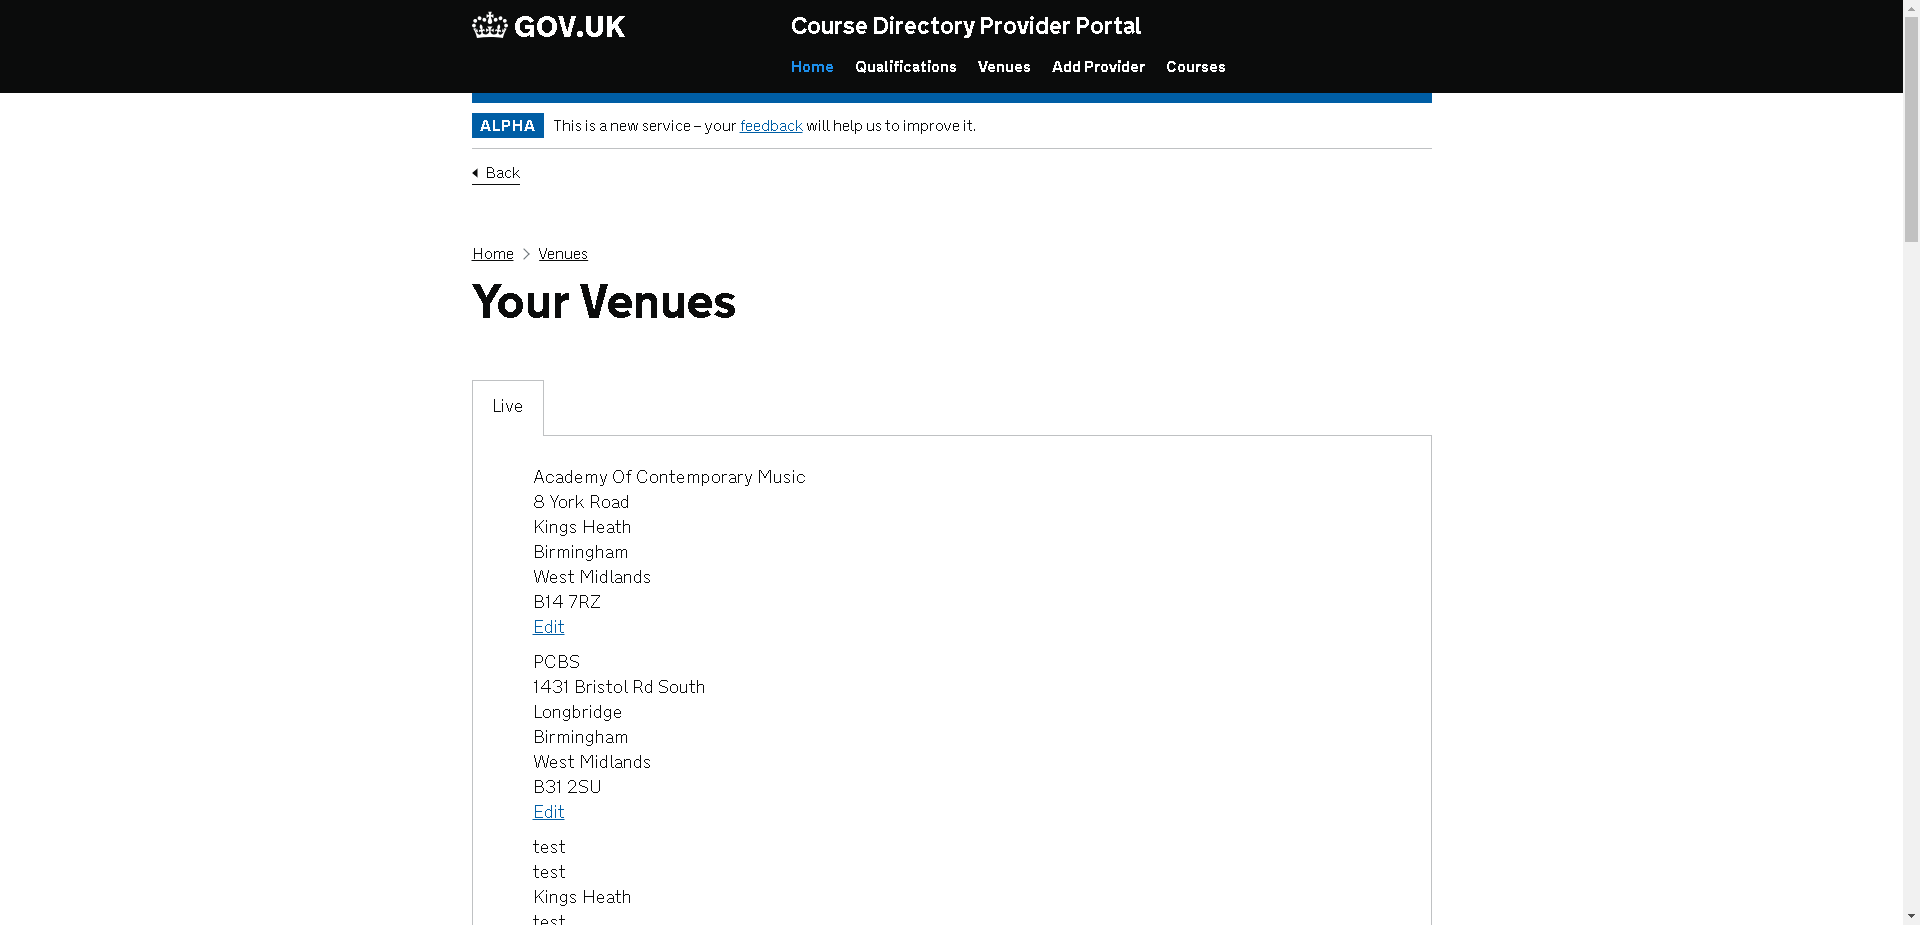 GOV.UK
Course Directory Provider Portal
Home Qualifications Venues Add Provider Courses
ALPHA This is a new service – your feedback will help us to improve it.
Back
Home Venues
Your Venues
Live
Academy Of Contemporary Music
8 York Road
Kings Heath
Birmingham
West Midlands
B14 7RZ
Edit
PCBS
1431 Bristol Rd South
Longbridge
Birmingham
West Midlands
B31 2SU
Edit
test
test
Kings Heath
test